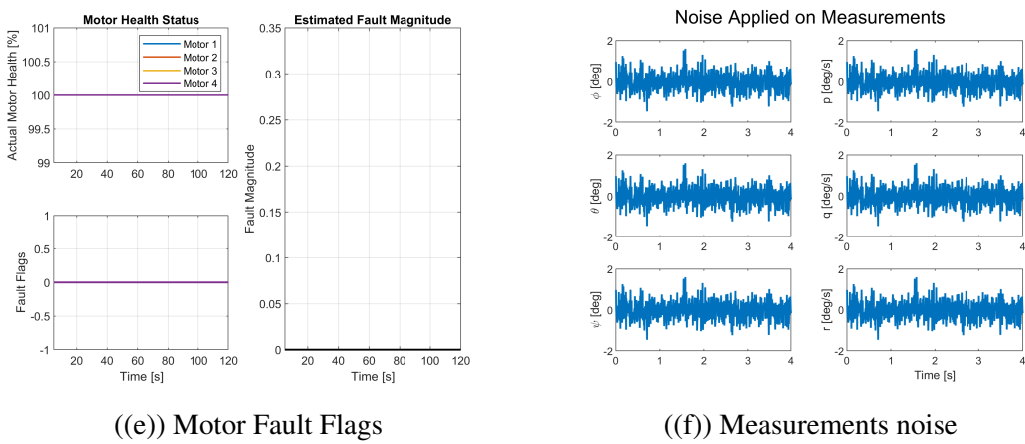 Motor Health Status
Actual Motor Health [%]
101
100.5
100
99.5
99
Motor 1
Motor 2
Motor 3
Motor 4
20 40 60 80 100 120
Fault Flags
1
0.5
0
-0.5
-1
20 40 60 80 100 120
Time [s]
Estimated Fault Magnitude
Fault Magnitude
0.35
0.3
0.25
0.2
0.15
0.1
0.05
0
20 40 60 80 100 120
Time [s]
((e)) Motor Fault Flags
Noise Applied on Measurements
ϕ [deg]
2
0
-2
0 1 2 3 4
p [deg/s]
2
0
-2
0 1 2 3 4
θ [deg]
2
0
-2
0 1 2 3 4
q [deg/s]
2
0
-2
0 1 2 3 4
ψ [deg]
2
0
-2
0 1 2 3 4
r [deg/s]
2
0
-2
0 1 2 3 4
Time [s]
((f)) Measurements noise